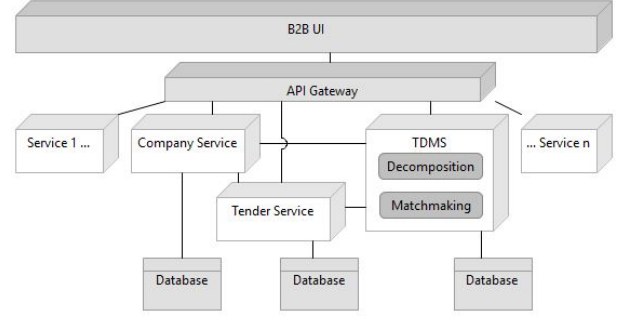 B2B UI
API Gateway
Service 1 ...
Company Service
TDMS
... Service n
Decomposition
Matchmaking
Tender Service
Database
Database
Database